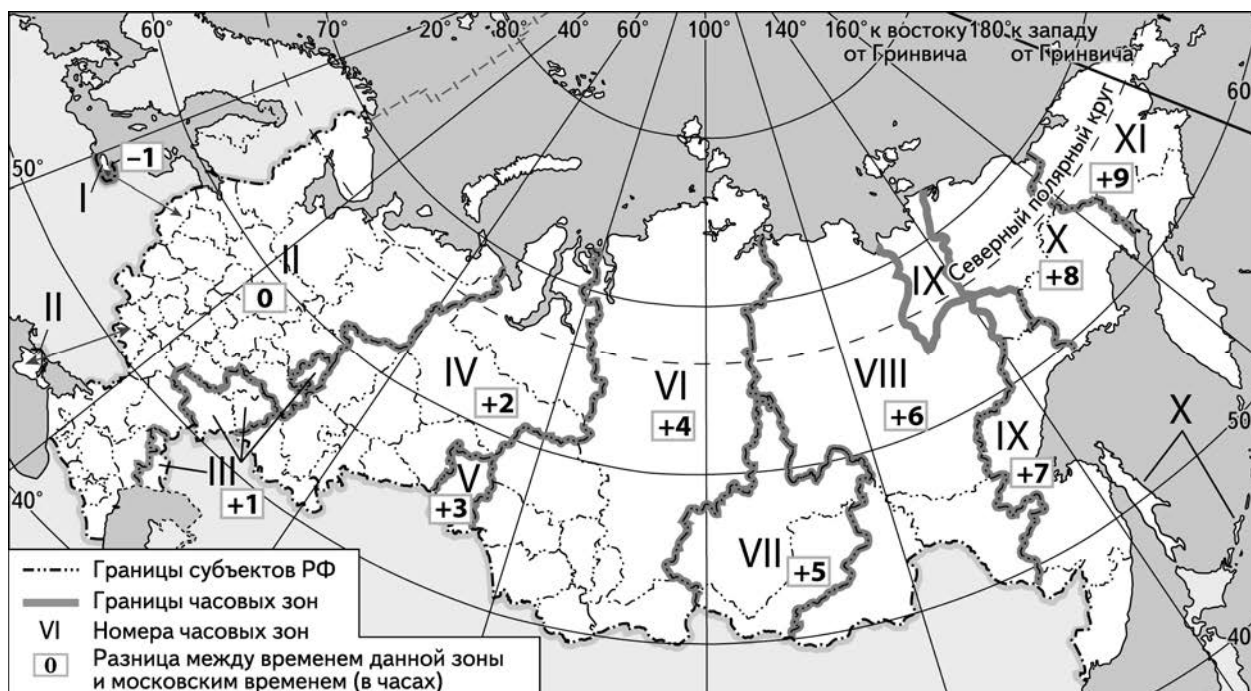 60° 70° 20° 40° 60° 80° 100° 120° 140° 160° к востоку 180° к западу
от Гринвича от Гринвича
60°
50°
–1
I
II
0
II
III
+1
40°
IV
+2
V
+3
VI
+4
VII
+5
VIII
+6
IX
IX
+7
Северный полярный круг
X
+8
XI
+9
X
50°
40°
Границы субъектов РФ
Границы часовых зон
VI Номера часовых зон
0 Разница между временем данной зоны
и московским временем (в часах)